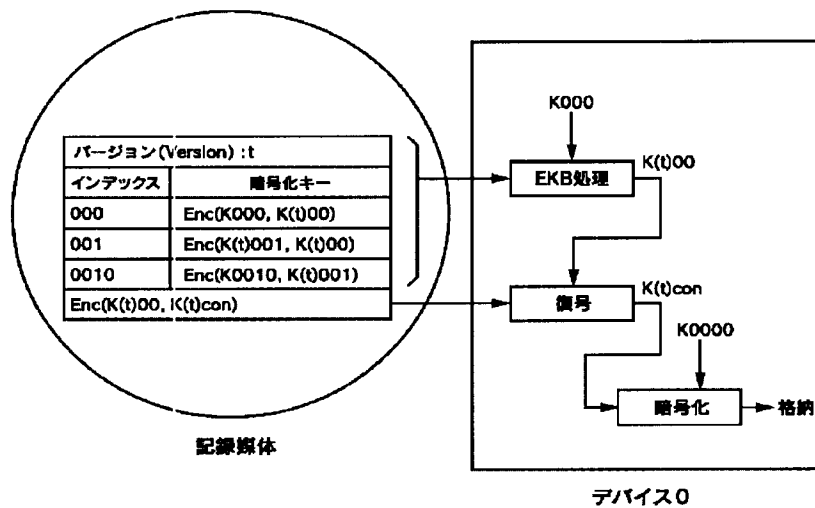 バージョン(Version):t
インデックス 暗号化キー
000 Enc(K000, K(t)00)
001 Enc(K(t)001, K(t)00)
0010 Enc(K0010, K(t)001)
Enc(K(t)00, K(t)con)
記録媒体
K000
EKB処理
K(t)00
復号
K(t)con
K0000
暗号化
格納
デバイス0